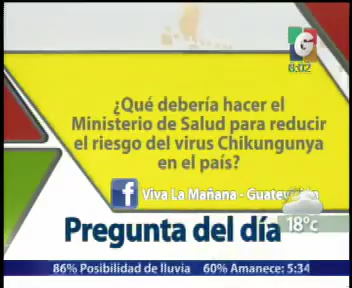 G
8:02
¿Qué debería hacer el
Ministerio de Salud para reducir
el riesgo del virus Chikungunya
en el país?
f Viva La Mañana - Guatevisión
Pregunta del día
18°c
86% Posibilidad de lluvia 60% Amanece: 5:34